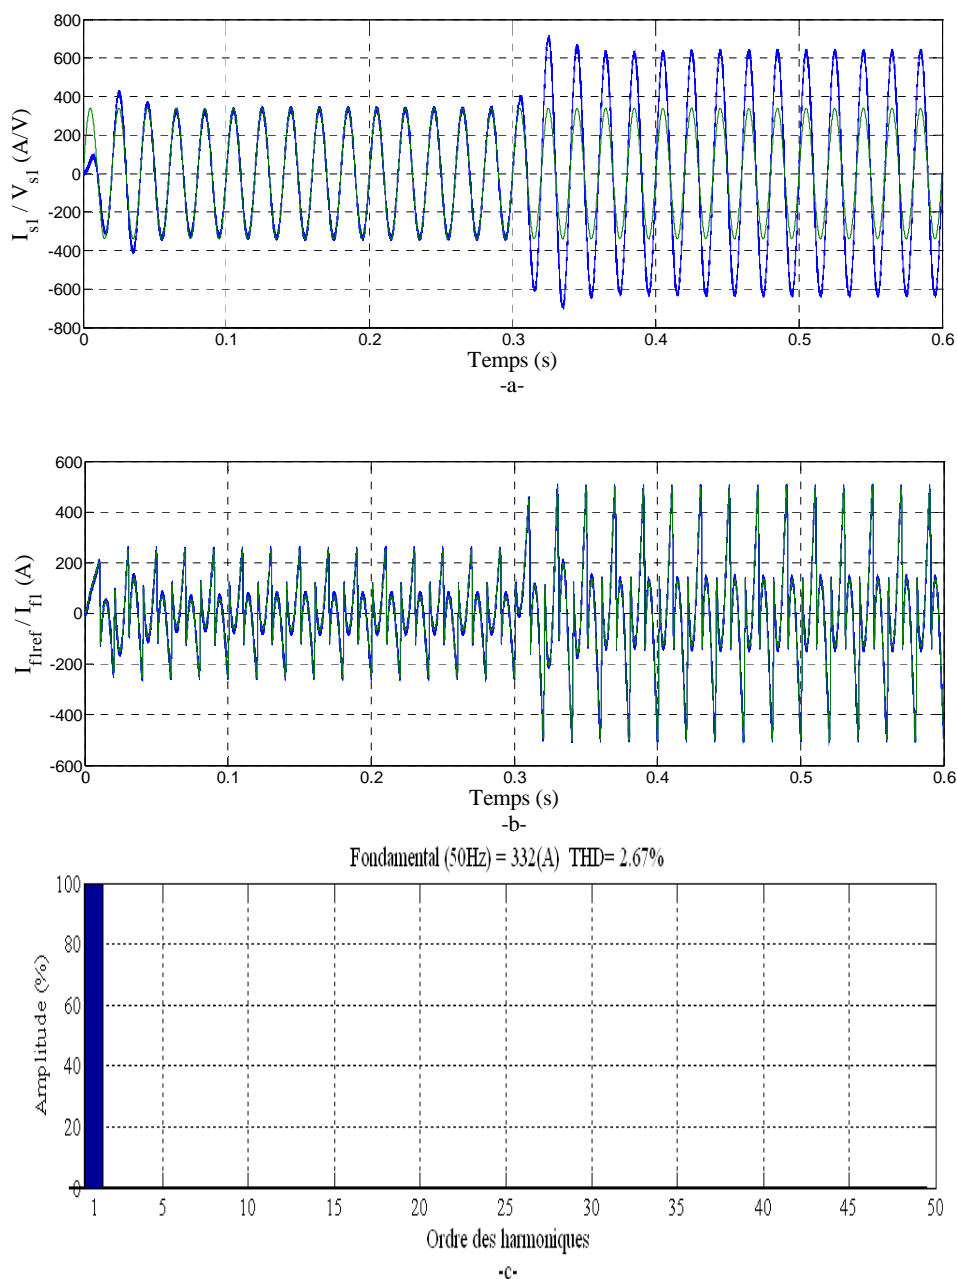 800
600
400
200
0
-200
-400
-600
-800
I_s1 / V_s1 (A/V)
0 0.1 0.2 0.3 0.4 0.5 0.6
Temps (s)
-a-
600
400
200
0
-200
-400
-600
I_f1ref / I_f1 (A)
0 0.1 0.2 0.3 0.4 0.5 0.6
Temps (s)
-b-
Fondamental (50Hz) = 332(A) THD= 2.67%
100
80
60
40
20
0
Amplitude (%)
1 5 10 15 20 25 30 35 40 45 50
Ordre des harmoniques
-c-